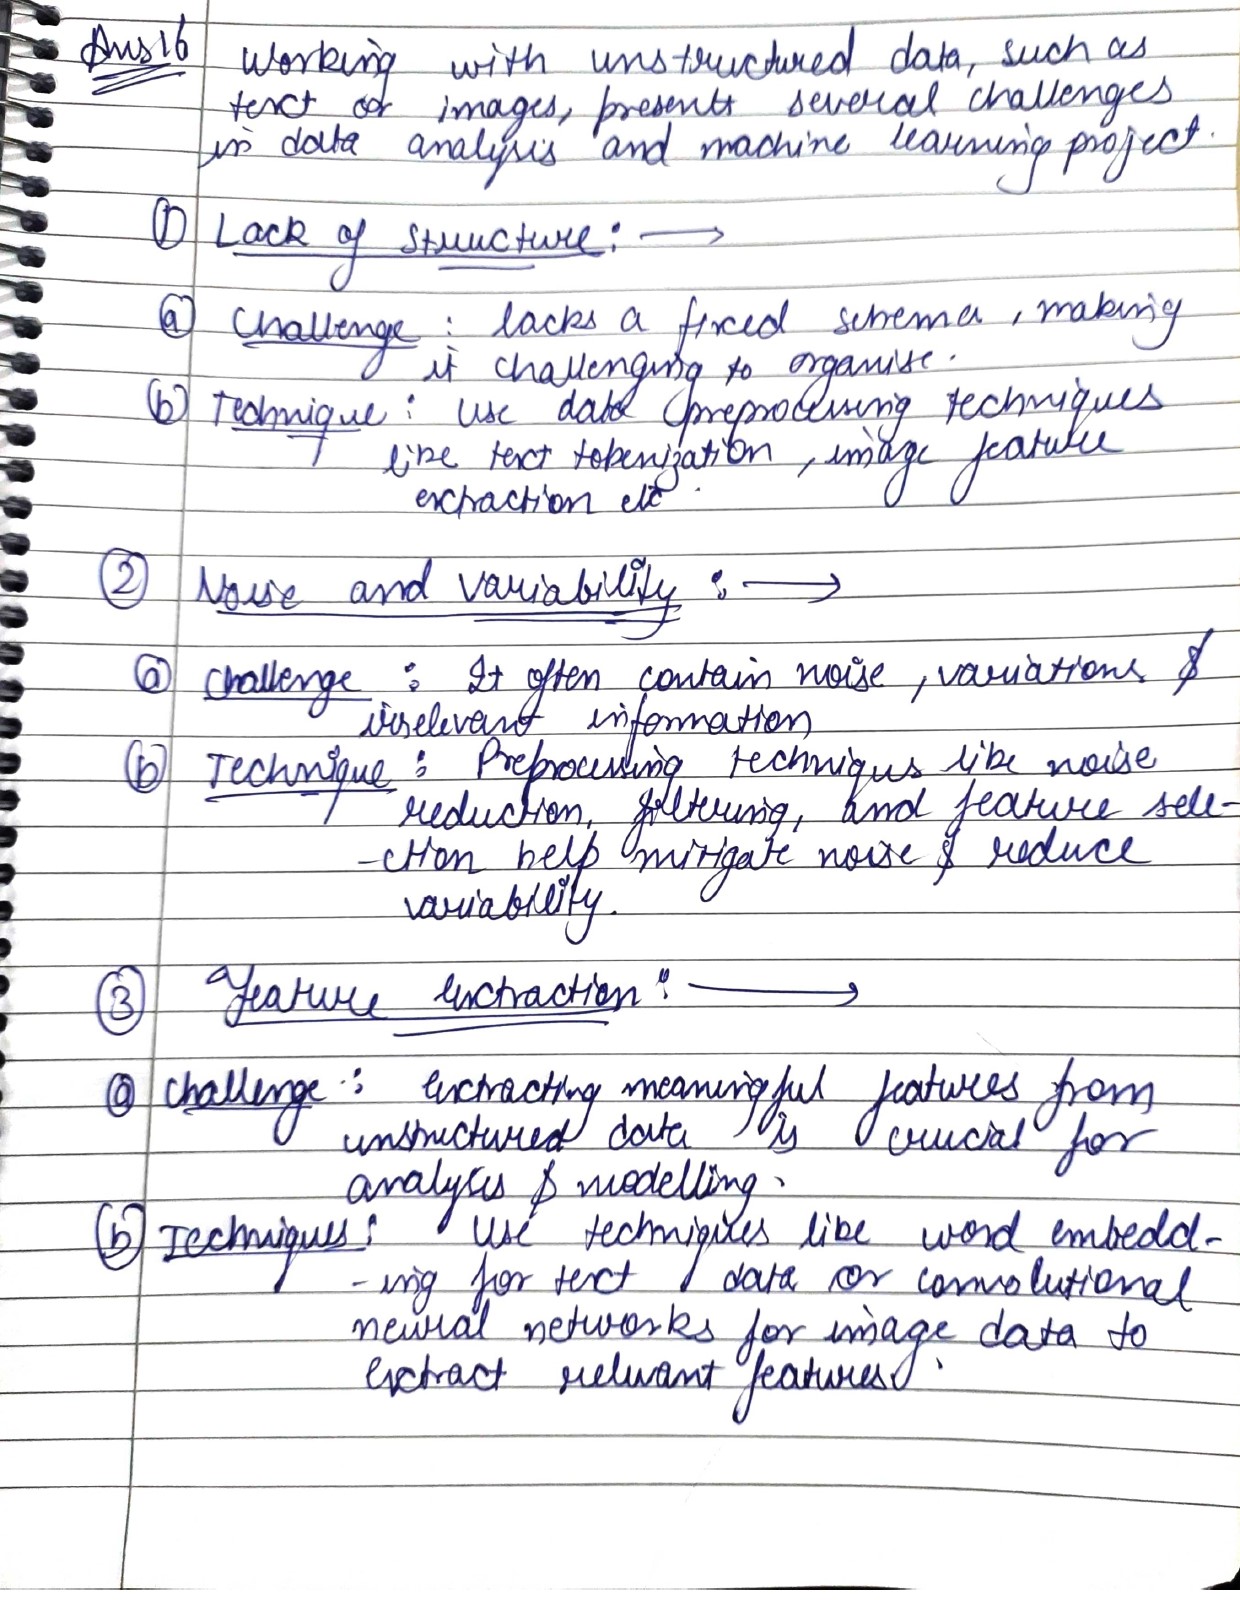 Ans 16 Working with unstructured data, such as
text or images, presents several challenges
in data analysis and machine learning project.
① Lack of structure : →
ⓐ Challenge : lacks a fixed schema, making
it challenging to organise.
ⓑ Technique : use data preprocessing techniques
like text tokenization, image feature
extraction etc.
② Noise and variability : →
ⓐ Challenge : It often contain noise, variations &
irrelevant information
ⓑ Technique : Preprocessing techniqus like noise
reduction, filtering, and feature sele-
-ction help mitigate noise & reduce
variability.
③ Feature extraction : →
ⓐ Challenge : extracting meaningful features from
unstructured data is crucial for
analysis & modelling.
ⓑ Techniques : Use techniques like word embedd-
-ing for text data or convolutional
neural networks for image data to
extract relevant features.